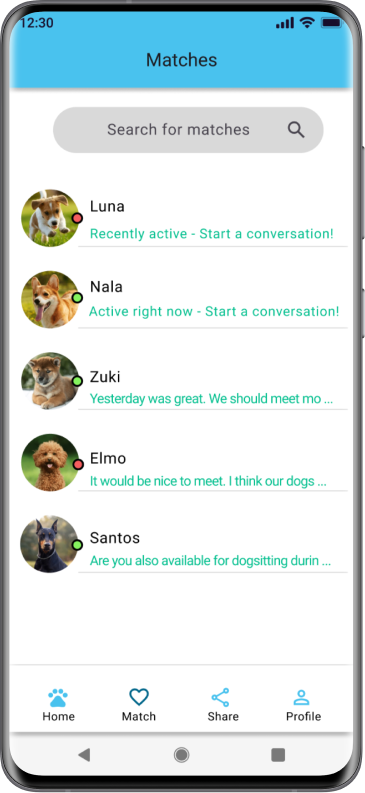 12:30
Matches
Search for matches
Luna
Recently active - Start a conversation!
Nala
Active right now - Start a conversation!
Zuki
Yesterday was great. We should meet mo ...
Elmo
It would be nice to meet. I think our dogs ...
Santos
Are you also available for dogsitting durin ...
Home Match Share Profile